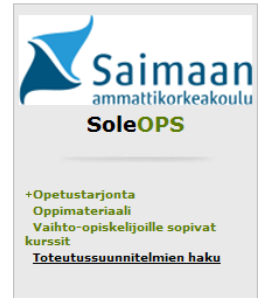 Saimaan
ammattikorkeakoulu
SoleOPS
+Opetustarjonta
Oppimateriaali
Vaihto-opiskelijoille sopivat
kurssit
Toteutussuunnitelmien haku